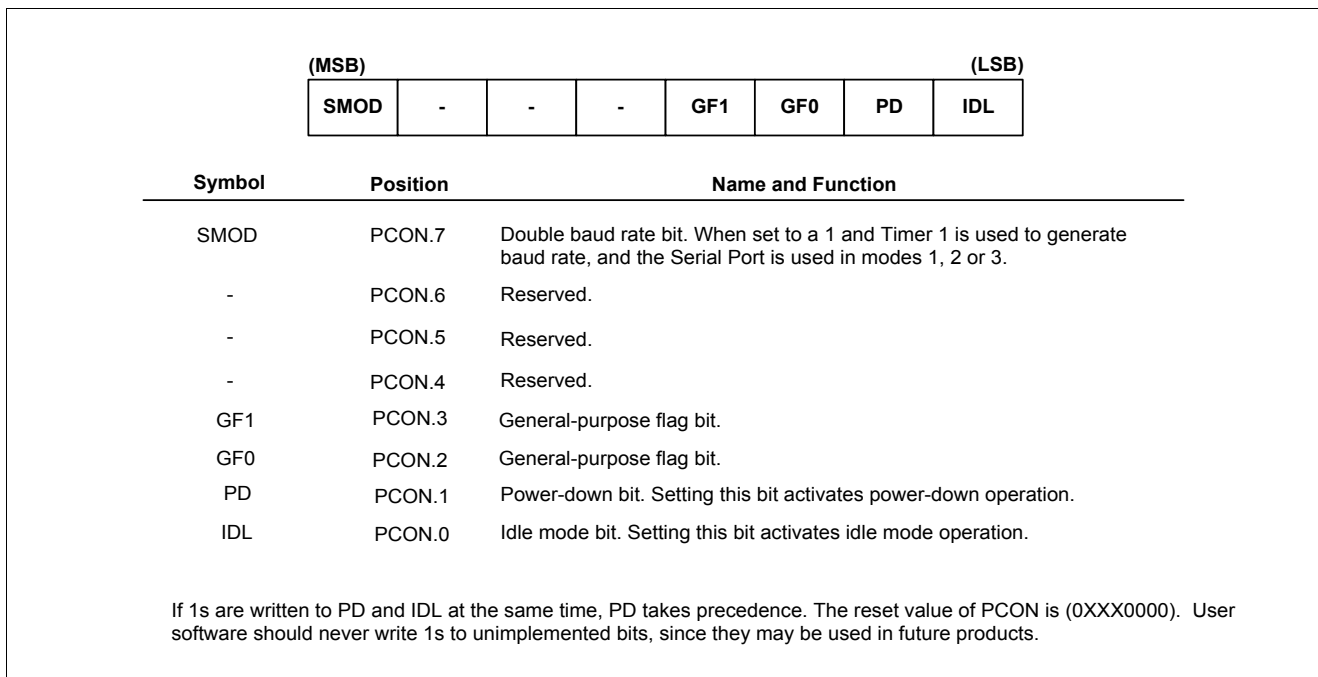 (MSB) (LSB)
SMOD - - - GF1 GF0 PD IDL
Symbol Position Name and Function
SMOD PCON.7 Double baud rate bit. When set to a 1 and Timer 1 is used to generate
baud rate, and the Serial Port is used in modes 1, 2 or 3.
- PCON.6 Reserved.
- PCON.5 Reserved.
- PCON.4 Reserved.
GF1 PCON.3 General-purpose flag bit.
GF0 PCON.2 General-purpose flag bit.
PD PCON.1 Power-down bit. Setting this bit activates power-down operation.
IDL PCON.0 Idle mode bit. Setting this bit activates idle mode operation.
If 1s are written to PD and IDL at the same time, PD takes precedence. The reset value of PCON is (0XXX0000). User
software should never write 1s to unimplemented bits, since they may be used in future products.